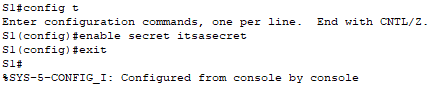 S1#config t
Enter configuration commands, one per line.  End with CNTL/Z.
S1(config)#enable secret itsasecret
S1(config)#exit
S1#
%SYS-5-CONFIG_I: Configured from console by console